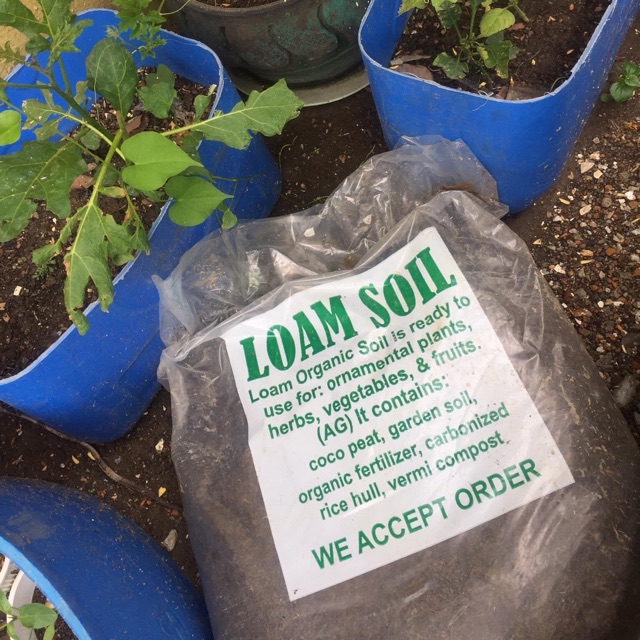 LOAM SOIL
Loam Organic Soil is ready to
use for: ornamental plants,
herbs, vegetables, & fruits,
(AG) It contains:
coco peat, garden soil,
organic fertilizer, carbonized
rice hull, vermi compost.
WE ACCEPT ORDER